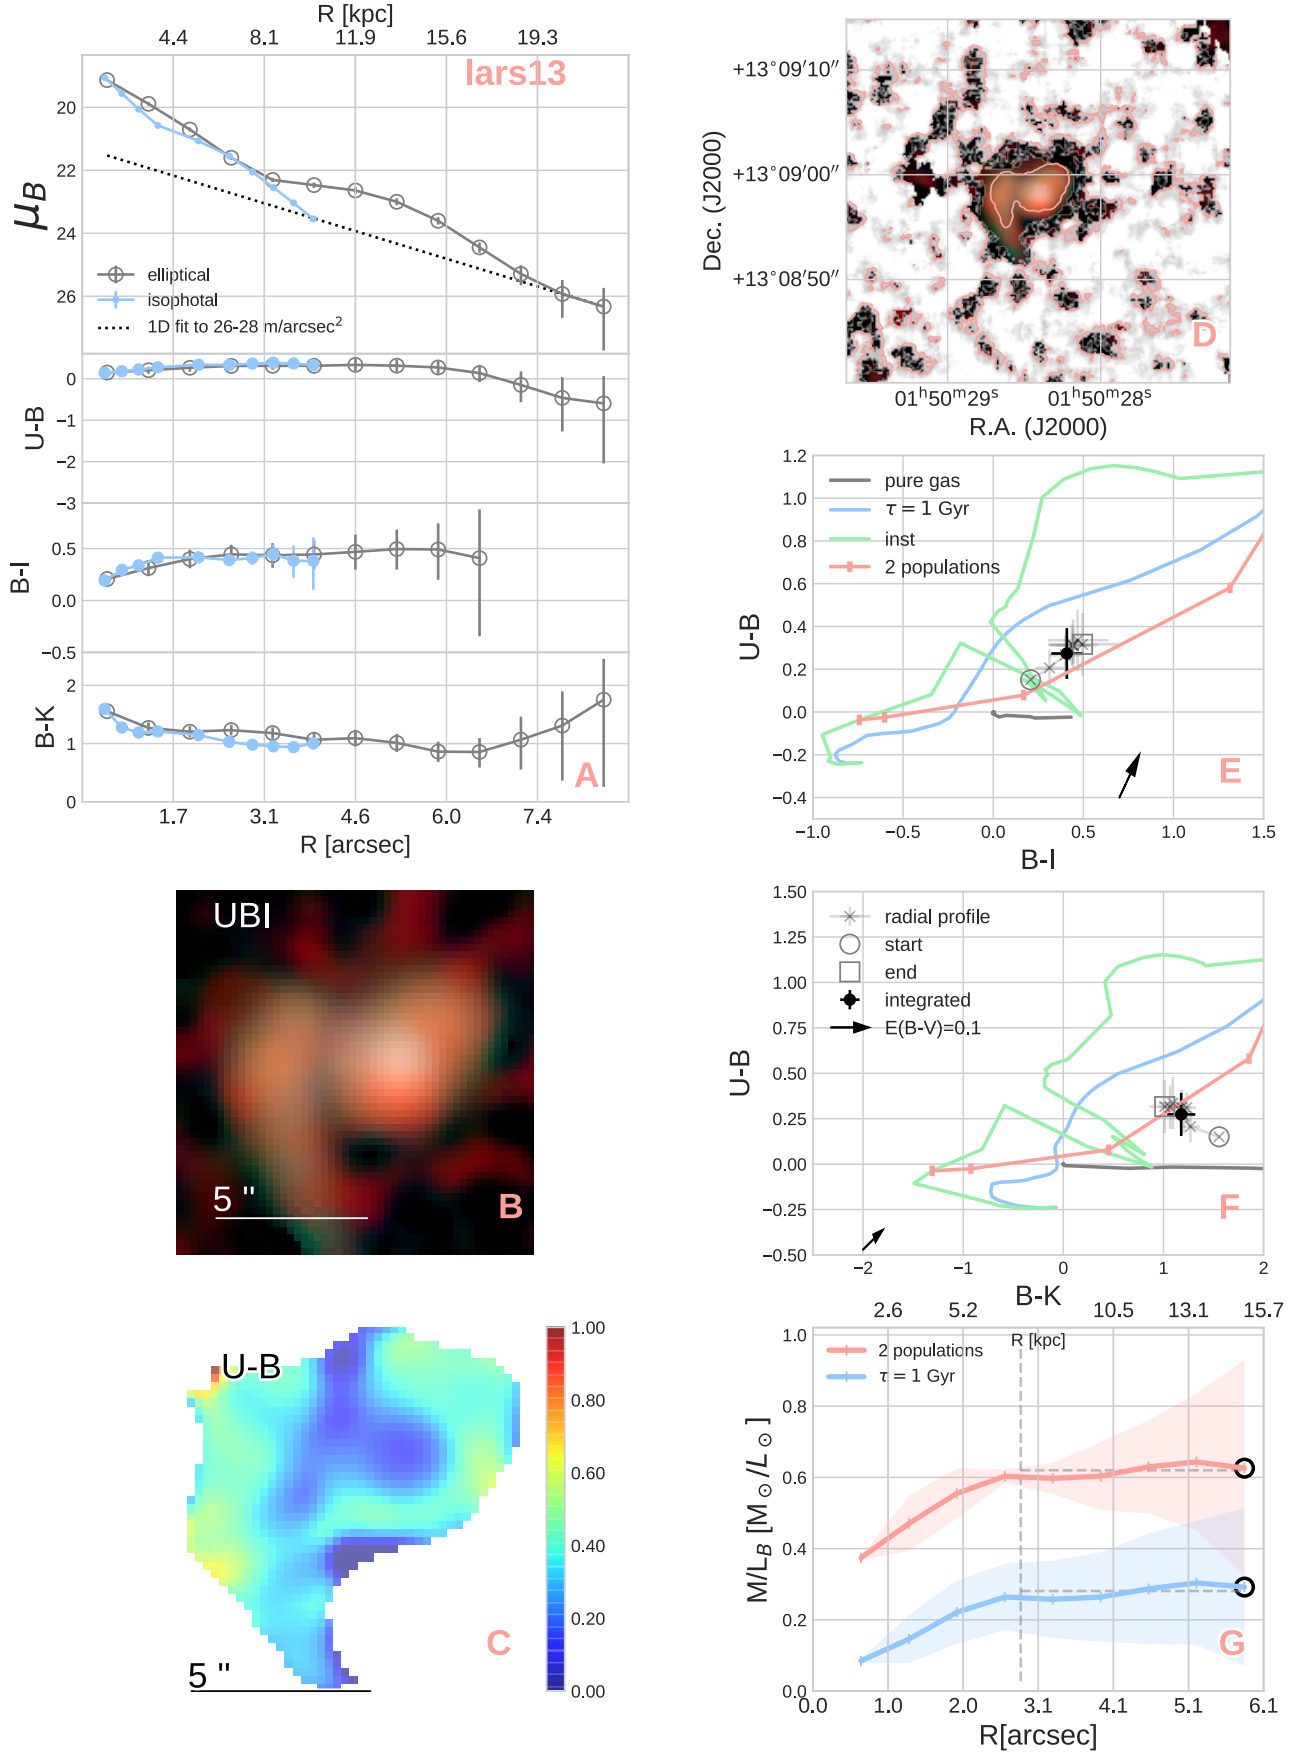 R [kpc]
4.4 8.1 11.9 15.6 19.3
lars13
20
22
24
26
μB
elliptical
isophotal
1D fit to 26-28 m/arcsec²
0
−1
−2
−3
U-B
0.5
0.0
−0.5
B-I
2
1
0
B-K
A
1.7 3.1 4.6 6.0 7.4
R [arcsec]
UBI
5 "
B
U-B
5 "
C
1.00
0.80
0.60
0.40
0.20
0.00
+13°09′10″
+13°09′00″
+13°08′50″
Dec. (J2000)
D
01ʰ50ᵐ29ˢ 01ʰ50ᵐ28ˢ
R.A. (J2000)
1.2
1.0
0.8
0.6
0.4
0.2
0.0
−0.2
−0.4
U-B
pure gas
τ = 1 Gyr
inst
2 populations
E
−1.0 −0.5 0.0 0.5 1.0 1.5
B-I
1.50
1.25
1.00
0.75
0.50
0.25
0.00
−0.25
−0.50
U-B
radial profile
start
end
integrated
E(B-V)=0.1
F
−2 −1 0 1 2
B-K
2.6 5.2 10.5 13.1 15.7
R [kpc]
1.0
0.8
0.6
0.4
0.2
0.0
M/L_B [M⊙/L⊙]
2 populations
τ = 1 Gyr
G
0.0 1.0 2.0 3.1 4.1 5.1 6.1
R[arcsec]